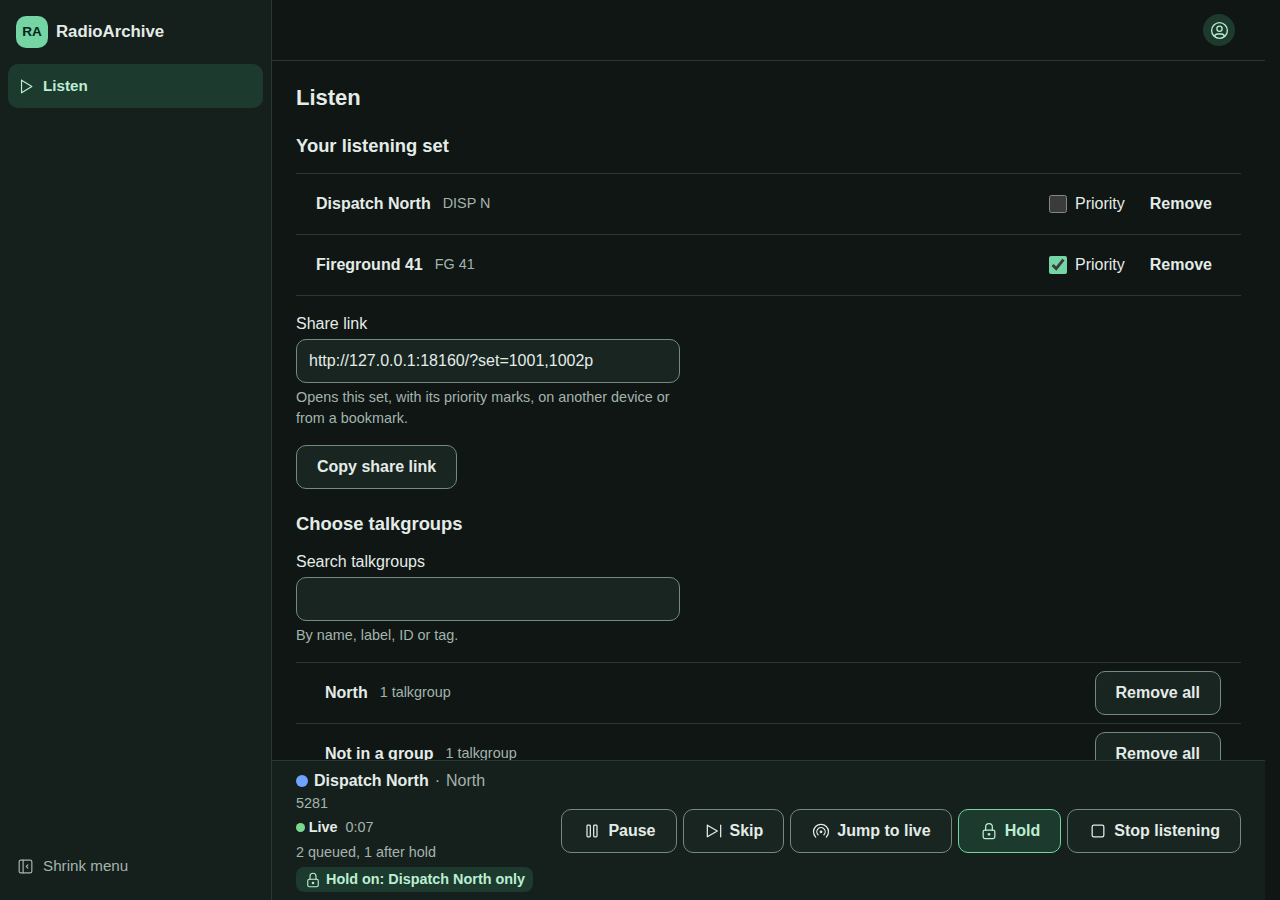 RA RadioArchive
Listen
Listen
Your listening set
Dispatch North DISP N Priority Remove
Fireground 41 FG 41 Priority Remove
Share link
http://127.0.0.1:18160/?set=1001,1002p
Opens this set, with its priority marks, on another device or
from a bookmark.
Copy share link
Choose talkgroups
Search talkgroups
By name, label, ID or tag.
North 1 talkgroup Remove all
Not in a group 1 talkgroup Remove all
Dispatch North · North
5281
Live 0:07
2 queued, 1 after hold
Hold on: Dispatch North only
Pause Skip Jump to live Hold Stop listening
Shrink menu